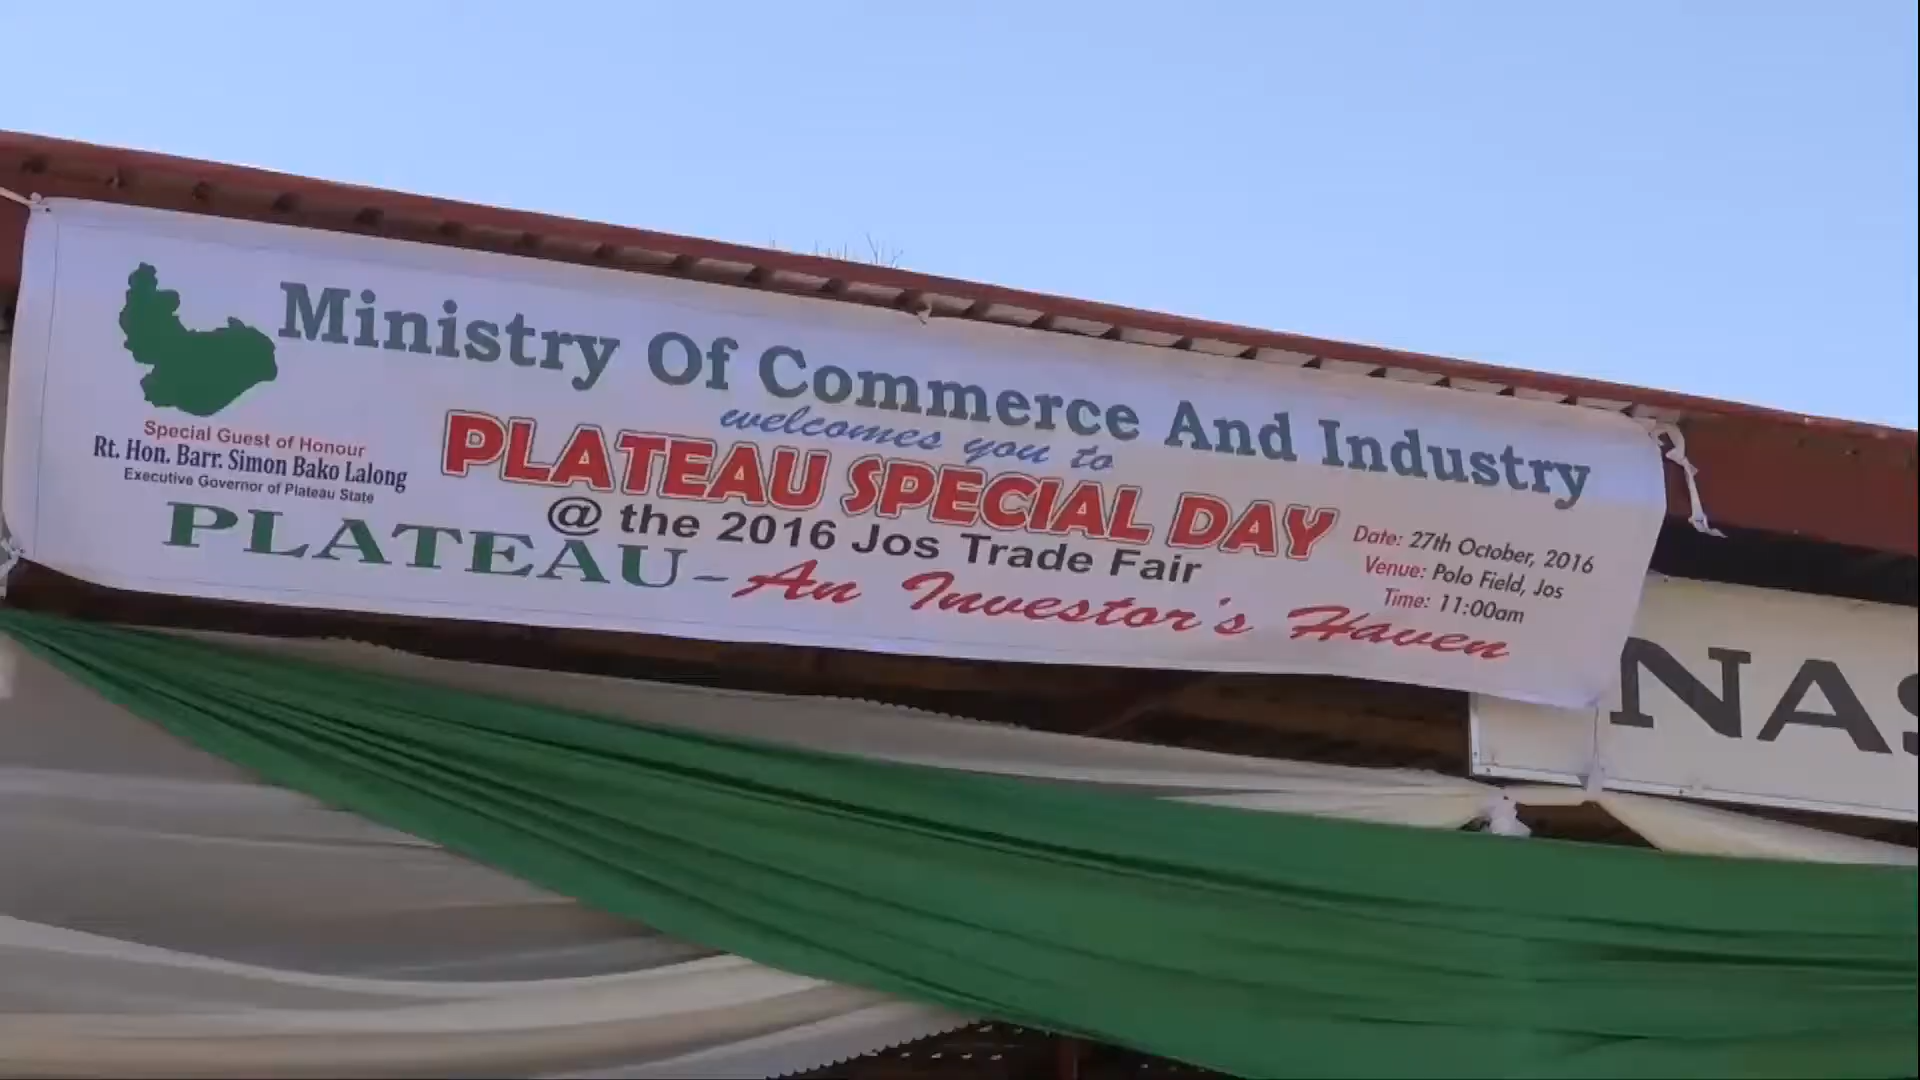 Ministry Of Commerce And Industry
welcomes you to
PLATEAU SPECIAL DAY
@ the 2016 Jos Trade Fair
PLATEAU - An Investor's Haven
Special Guest of Honour
Rt. Hon. Barr. Simon Bako Lalong
Executive Governor of Plateau State
Date: 27th October, 2016
Venue: Polo Field, Jos
Time: 11:00am